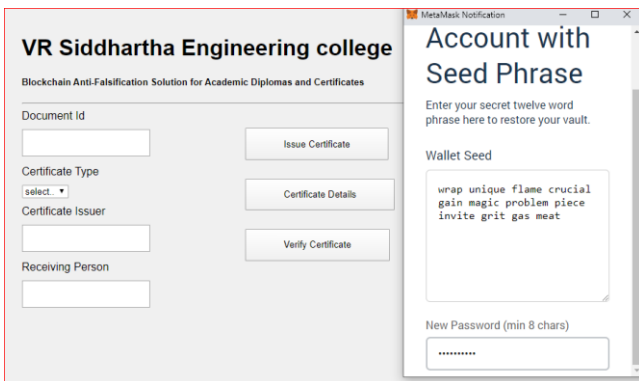 VR Siddhartha Engineering college
Blockchain Anti-Falsification Solution for Academic Diplomas and Certificates
Document Id
Issue Certificate
Certificate Type
select..
Certificate Details
Certificate Issuer
Verify Certificate
Receiving Person
MetaMask Notification
Account with
Seed Phrase
Enter your secret twelve word
phrase here to restore your vault.
Wallet Seed
wrap unique flame crucial
gain magic problem piece
invite grit gas meat
New Password (min 8 chars)